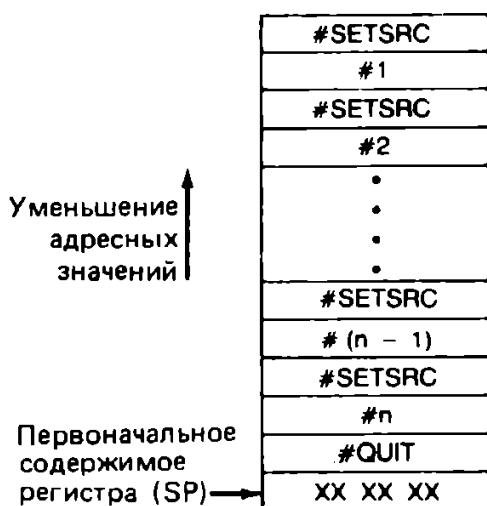 #SETSRC
#1
#SETSRC
#2
Уменьшение
адресных
значений
#SETSRC
# (n - 1)
#SETSRC
#n
#QUIT
Первоначальное
содержимое
регистра (SP)
XX XX XX